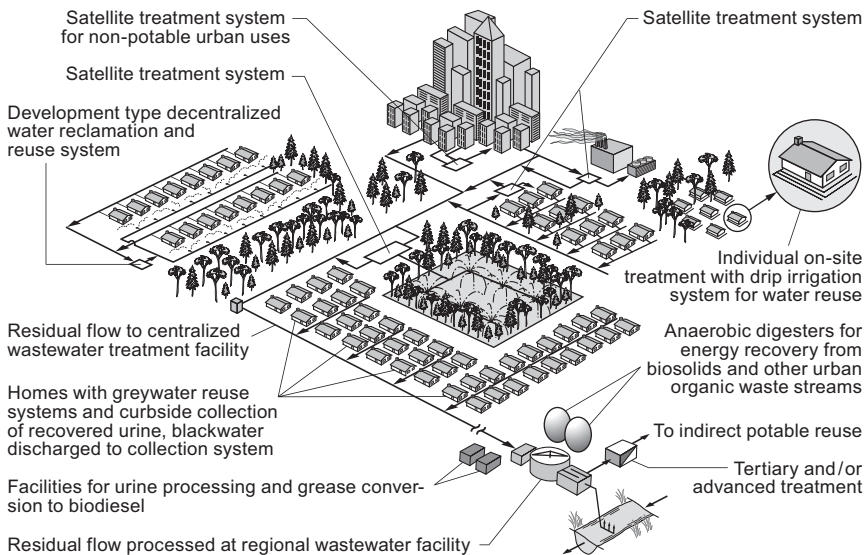 Satellite treatment system
for non-potable urban uses
Satellite treatment system
Satellite treatment system
Development type decentralized
water reclamation and
reuse system
Individual on-site
treatment with drip irrigation
system for water reuse
Residual flow to centralized
wastewater treatment facility
Anaerobic digesters for
energy recovery from
biosolids and other urban
organic waste streams
Homes with greywater reuse
systems and curbside collection
of recovered urine, blackwater
discharged to collection system
To indirect potable reuse
Tertiary and/or
advanced treatment
Facilities for urine processing and grease conver-
sion to biodiesel
Residual flow processed at regional wastewater facility